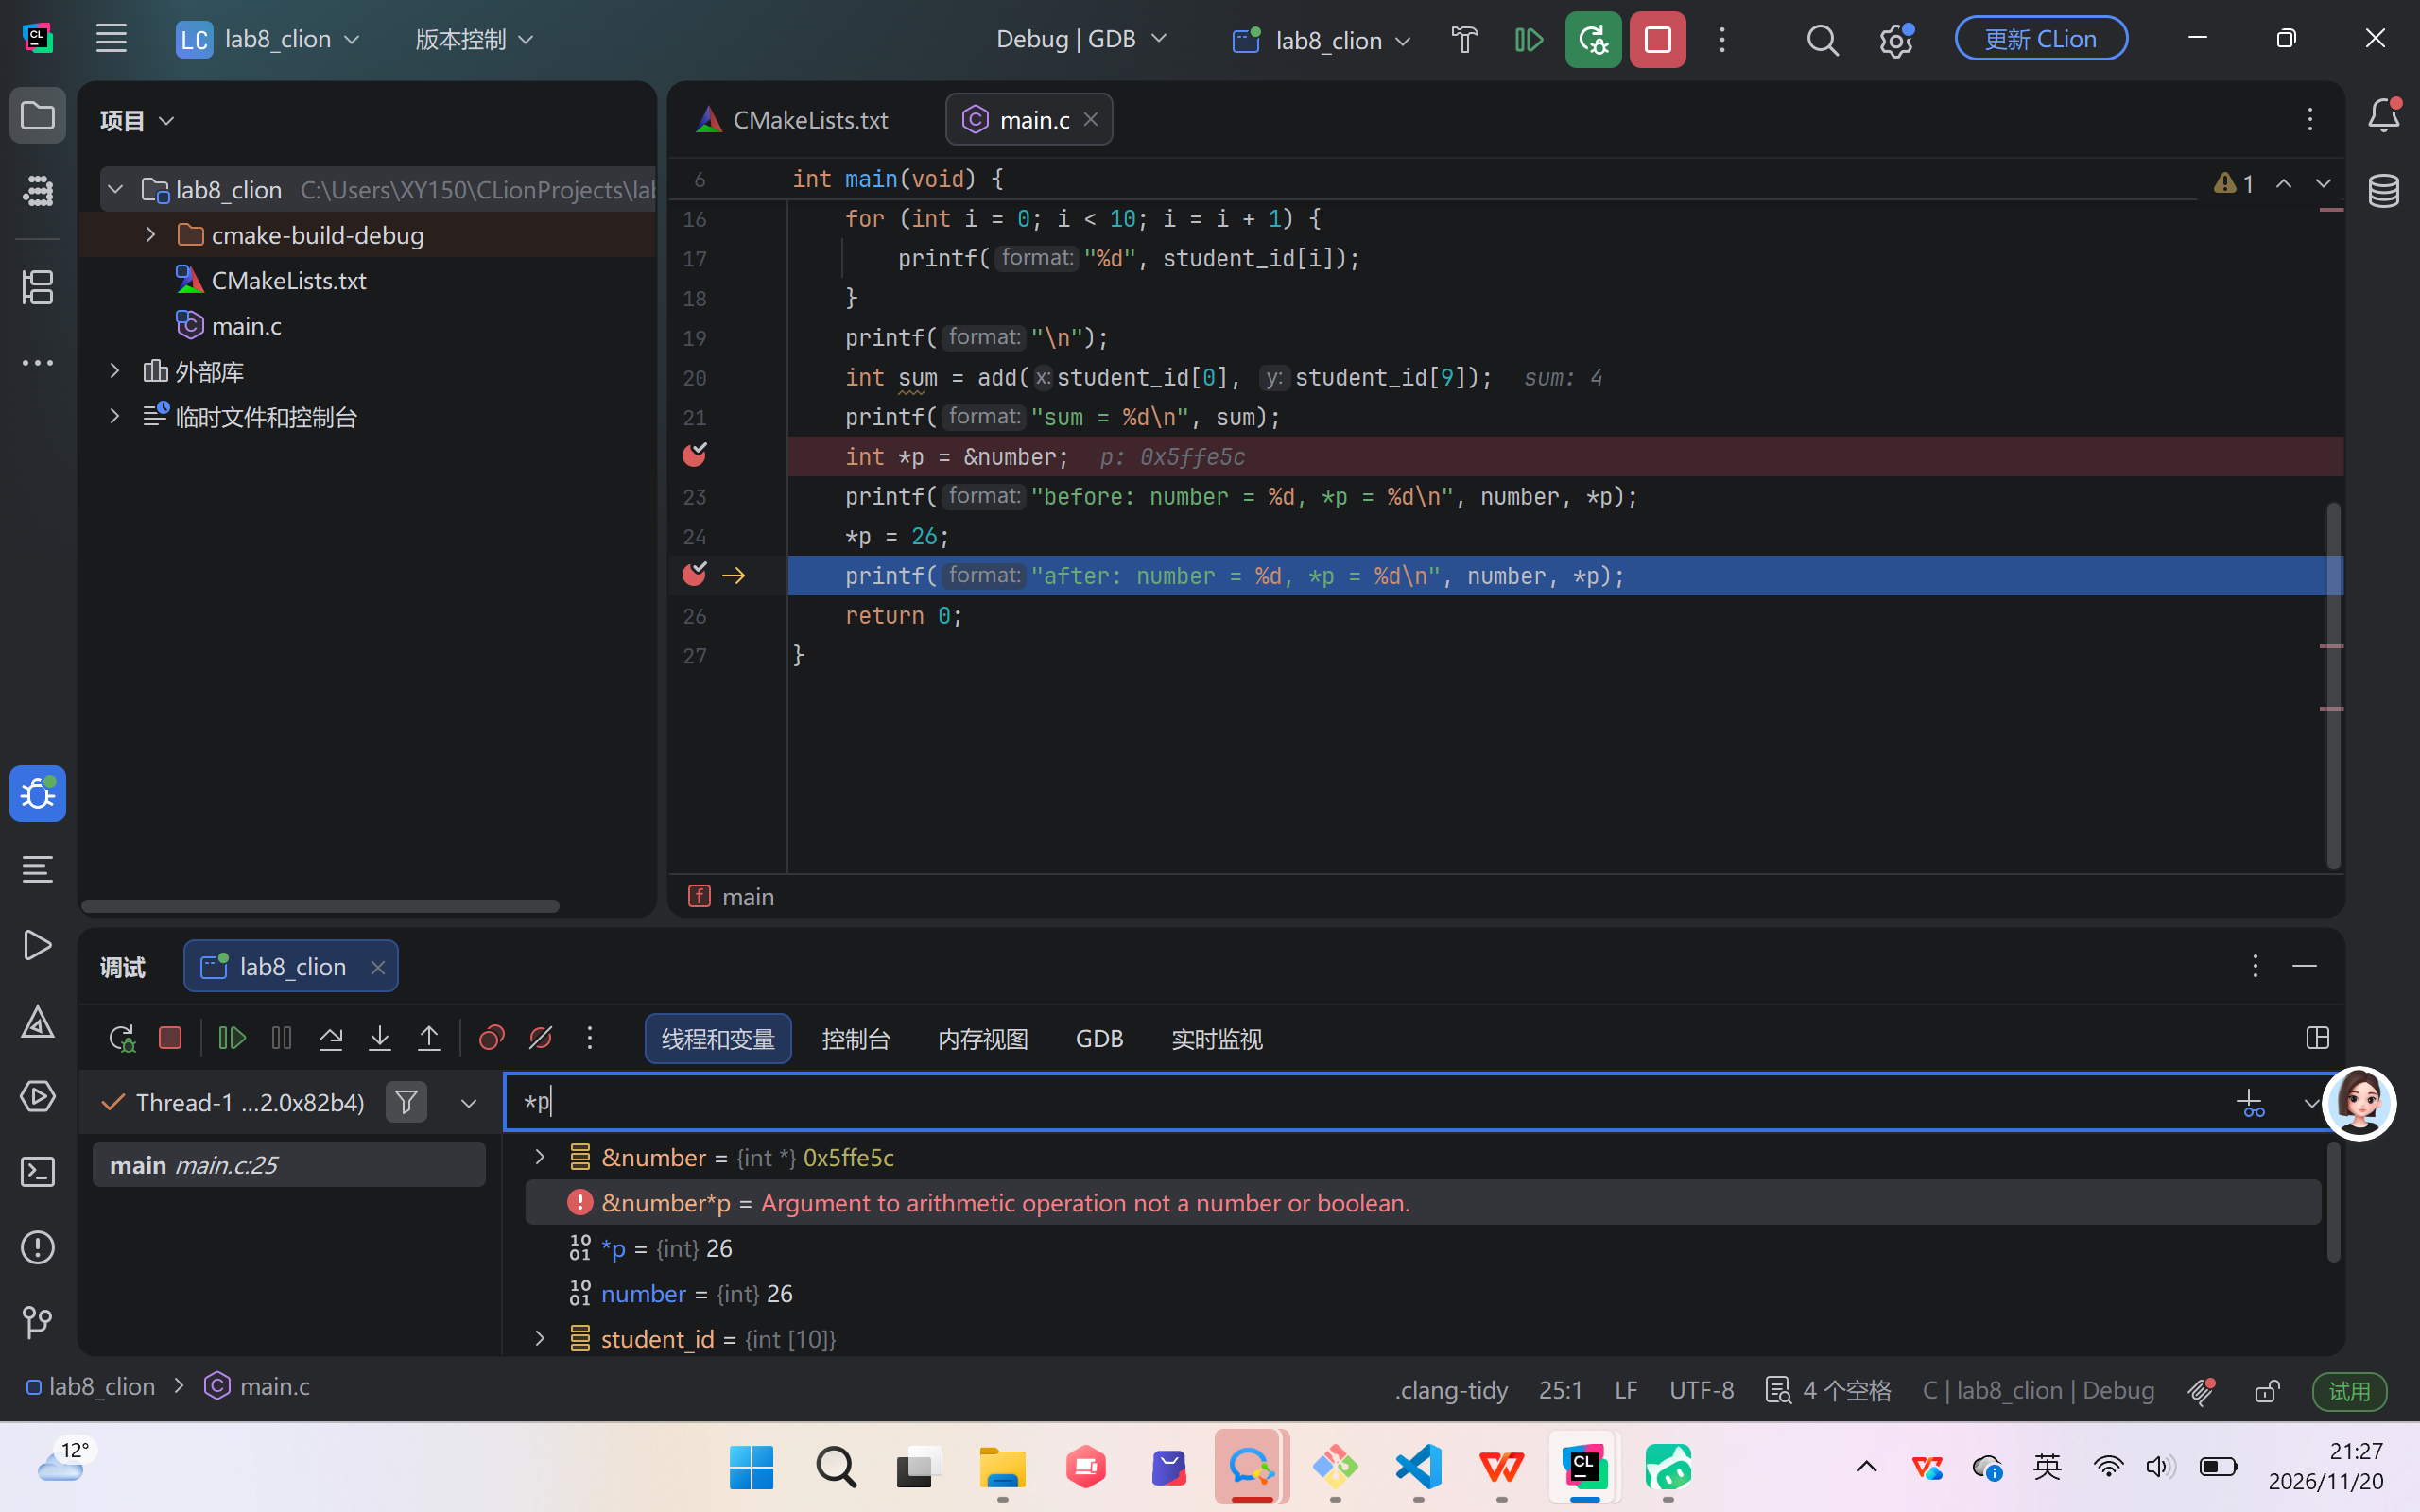 LC lab8_clion 版本控制 Debug | GDB lab8_clion 更新 CLion
项目
lab8_clion C:\Users\XY150\CLionProjects\lab
cmake-build-debug
CMakeLists.txt
main.c
外部库
临时文件和控制台
CMakeLists.txt main.c
6 int main(void) {
1
16 for (int i = 0; i < 10; i = i + 1) {
17 printf( format: "%d", student_id[i]);
18 }
19 printf( format: "\n");
20 int sum = add( x: student_id[0], y: student_id[9]); sum: 4
21 printf( format: "sum = %d\n", sum);
int *p = &number; p: 0x5ffe5c
23 printf( format: "before: number = %d, *p = %d\n", number, *p);
24 *p = 26;
printf( format: "after: number = %d, *p = %d\n", number, *p);
26 return 0;
27 }
main
调试 lab8_clion
线程和变量 控制台 内存视图 GDB 实时监视
Thread-1 ...2.0x82b4)
*p
main main.c:25
&number = {int *} 0x5ffe5c
&number*p = Argument to arithmetic operation not a number or boolean.
*p = {int} 26
number = {int} 26
student_id = {int [10]}
lab8_clion main.c
.clang-tidy 25:1 LF UTF-8 4 个空格 C | lab8_clion | Debug 试用
12°
英
21:27
2026/11/20